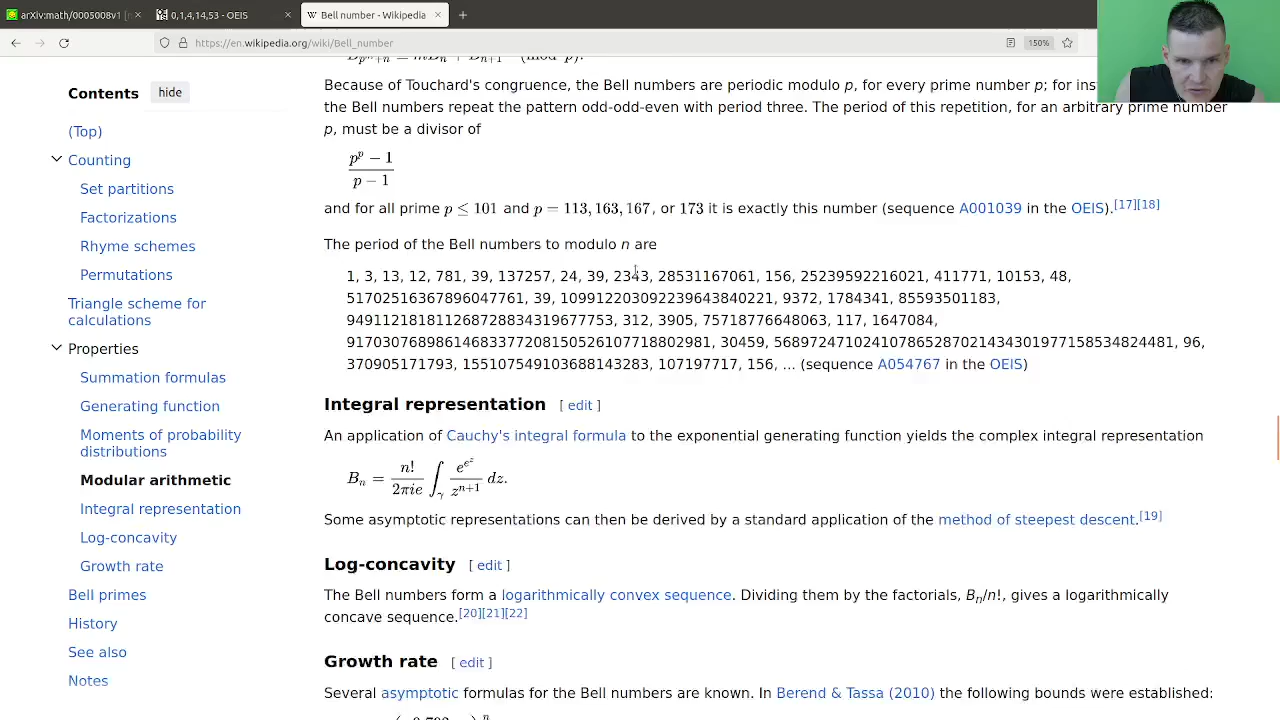 arXiv:math/0005008v1 [
0,1,4,14,53 - OEIS
Bell number - Wikipedia
https://en.wikipedia.org/wiki/Bell_number
150%
Contents hide
(Top)
Counting
Set partitions
Factorizations
Rhyme schemes
Permutations
Triangle scheme for
calculations
Properties
Summation formulas
Generating function
Moments of probability
distributions
Modular arithmetic
Integral representation
Log-concavity
Growth rate
Bell primes
History
See also
Notes
Because of Touchard's congruence, the Bell numbers are periodic modulo p, for every prime number p; for
the Bell numbers repeat the pattern odd-odd-even with period three. The period of this repetition, for an arbitrary prime number
p, must be a divisor of
p^p − 1
p − 1
and for all prime p ≤ 101 and p = 113, 163, 167, or 173 it is exactly this number (sequence A001039 in the OEIS).[17][18]
The period of the Bell numbers to modulo n are
1, 3, 13, 12, 781, 39, 137257, 24, 39, 2343, 28531167061, 156, 25239592216021, 411771, 10153, 48,
51702516367896047761, 39, 109912203092239643840221, 9372, 1784341, 85593501183,
949112181811268728834319677753, 312, 3905, 75718776648063, 117, 1647084,
91703076898614683377208150526107718802981, 30459, 568972471024107865287021434301977158534824481, 96,
370905171793, 155107549103688143283, 107197717, 156, ... (sequence A054767 in the OEIS)
Integral representation [ edit ]
An application of Cauchy's integral formula to the exponential generating function yields the complex integral representation
B_n = n!/2πie ∫_γ e^{e^z}/z^{n+1} dz.
Some asymptotic representations can then be derived by a standard application of the method of steepest descent.[19]
Log-concavity [ edit ]
The Bell numbers form a logarithmically convex sequence. Dividing them by the factorials, B_n/n!, gives a logarithmically
concave sequence.[20][21][22]
Growth rate [ edit ]
Several asymptotic formulas for the Bell numbers are known. In Berend & Tassa (2010) the following bounds were established: